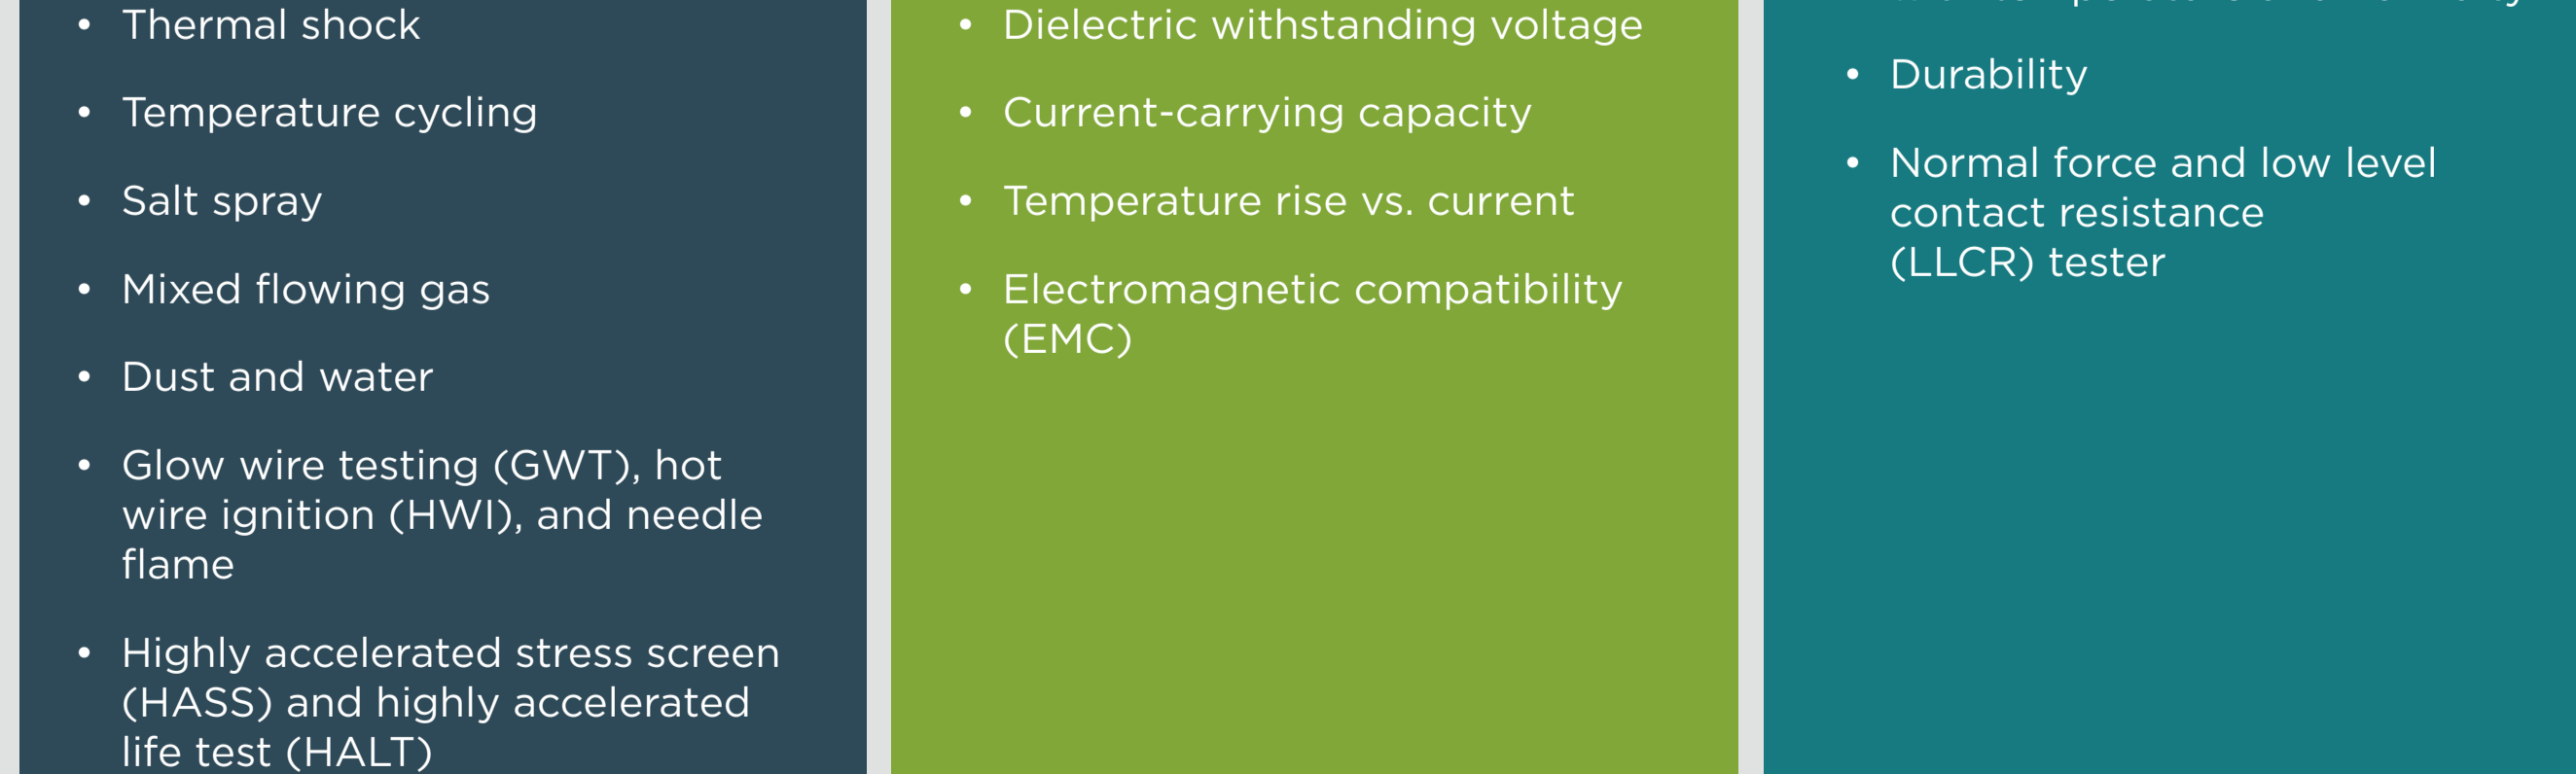 • Thermal shock
• Temperature cycling
• Salt spray
• Mixed flowing gas
• Dust and water
• Glow wire testing (GWT), hot
wire ignition (HWI), and needle
flame
• Highly accelerated stress screen
(HASS) and highly accelerated
life test (HALT)
• Dielectric withstanding voltage
• Current-carrying capacity
• Temperature rise vs. current
• Electromagnetic compatibility
(EMC)
• Durability
• Normal force and low level
contact resistance
(LLCR) tester